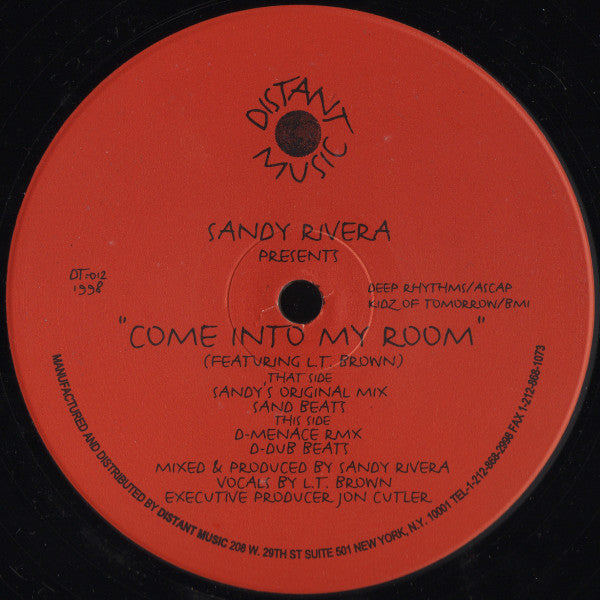 DISTANT
MUSIC
SANDY RIVERA
PRESENTS
DT-012
1998
DEEP RHYTHMS/ASCAP
KIDZ OF TOMORROW/BMI
"COME INTO MY ROOM"
(FEATURING L.T. BROWN)
THAT SIDE
SANDY'S ORIGINAL MIX
SAND BEATS
THIS SIDE
D-MENACE RMX
D-DUB BEATS
MIXED & PRODUCED BY SANDY RIVERA
VOCALS BY L.T. BROWN
EXECUTIVE PRODUCER JON CUTLER
MANUFACTURED AND DISTRIBUTED BY DISTANT MUSIC 208 W. 29TH ST SUITE 501 NEW YORK, N.Y. 10001 TEL-1-212-868-2998 FAX 1-212-868-1073